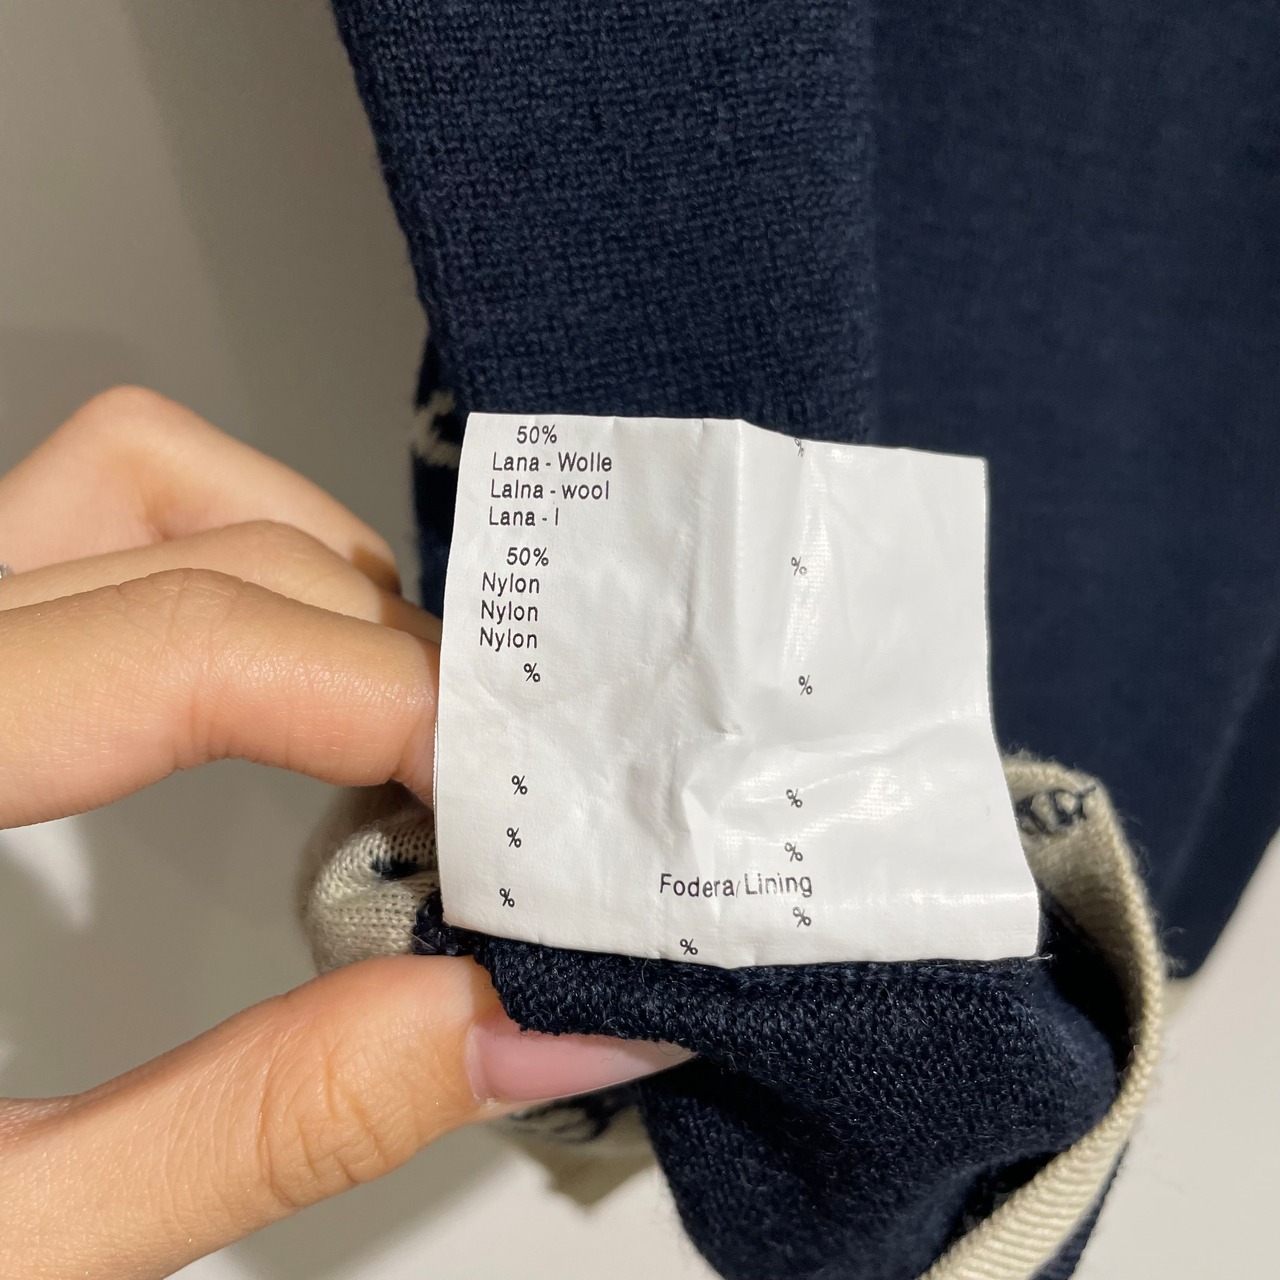 50%
Lana - Wolle
Lalna - wool
Lana - l
50%
Nylon
Nylon
Nylon
%
%
%
%
%
%
%
%
%
Fodera/Lining
%
%